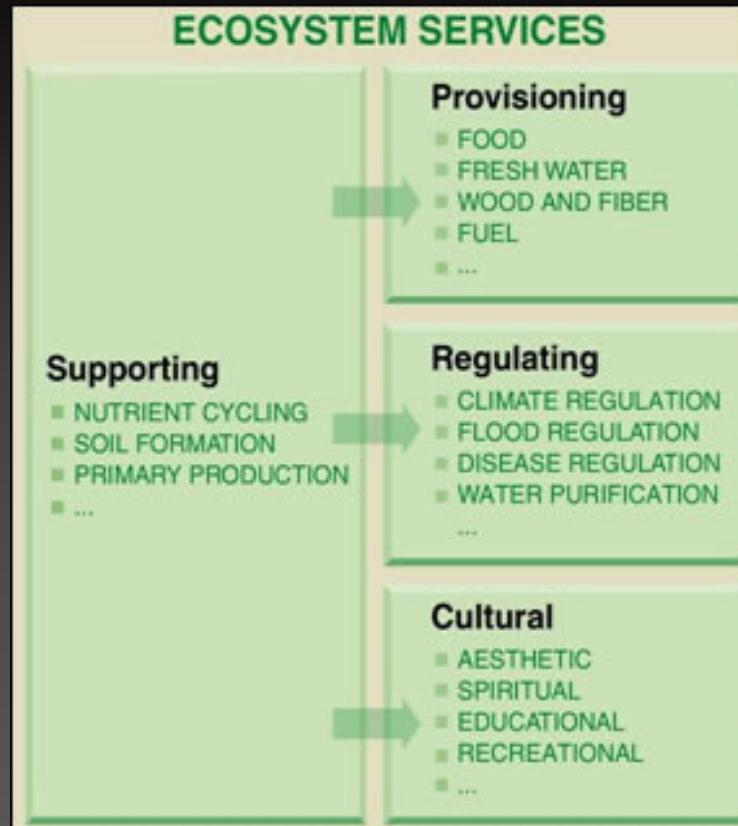 ECOSYSTEM SERVICES
Supporting
NUTRIENT CYCLING
SOIL FORMATION
PRIMARY PRODUCTION
...
Provisioning
FOOD
FRESH WATER
WOOD AND FIBER
FUEL
...
Regulating
CLIMATE REGULATION
FLOOD REGULATION
DISEASE REGULATION
WATER PURIFICATION
...
Cultural
AESTHETIC
SPIRITUAL
EDUCATIONAL
RECREATIONAL
...